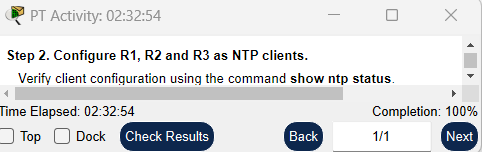 PT Activity: 02:32:54
Step 2. Configure R1, R2 and R3 as NTP clients.
Verify client configuration using the command show ntp status.
Time Elapsed: 02:32:54 Completion: 100%
Top Dock Check Results Back 1/1 Next